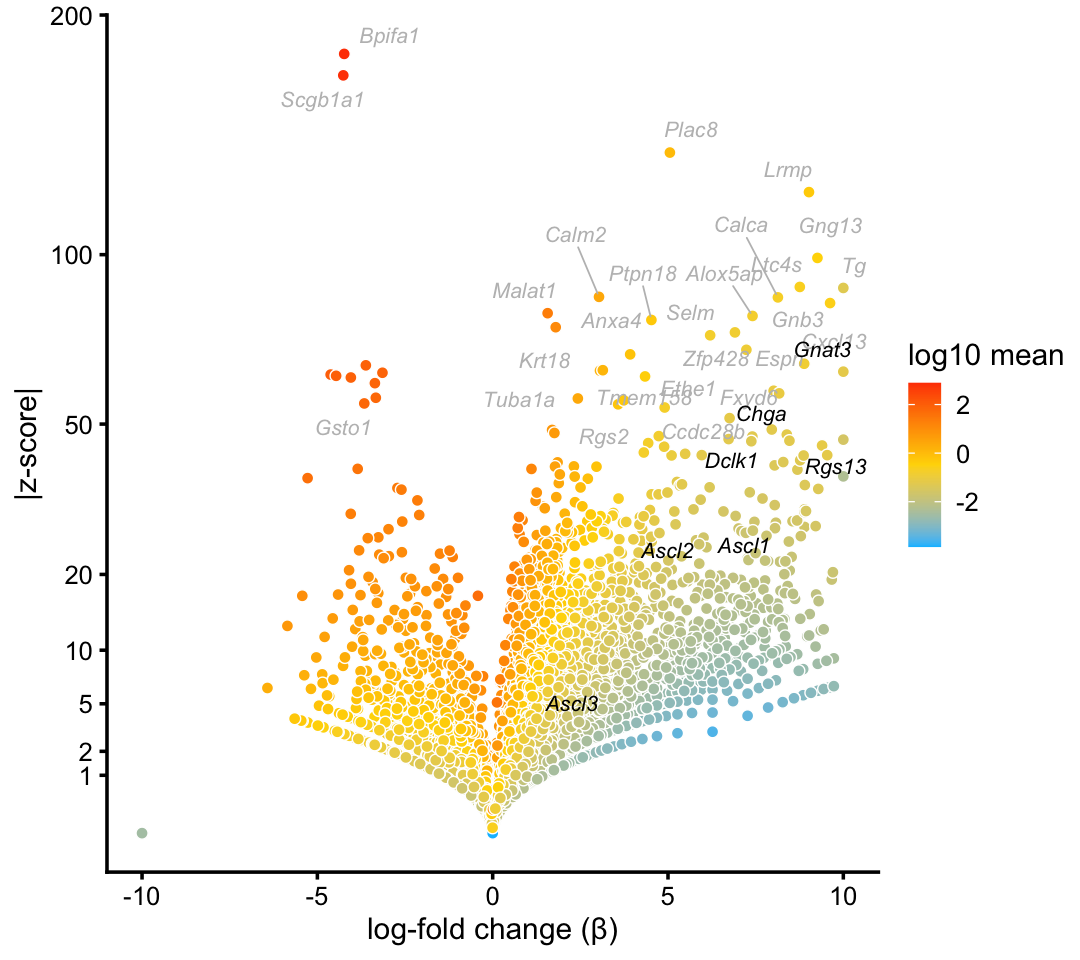 200
Bpifa1
Scgb1a1
Plac8
Lrmp
Calca
Gng13
Calm2
100
Ptpn18
Alox5ap
Ltc4s
Tg
Malat1
Anxa4
Selm
Gnb3
Cxcl13
Gnat3
log10 mean
Krt18
Zfp428
Espn
Tuba1a
Tmem158
Ethe1
Fxyd6
2
Chga
50
Gsto1
Rgs2
Ccdc28b
0
Dclk1
Rgs13
|z-score|
-2
Ascl2
Ascl1
20
10
5
Ascl3
2
1
-10
-5
0
5
10
log-fold change (β)